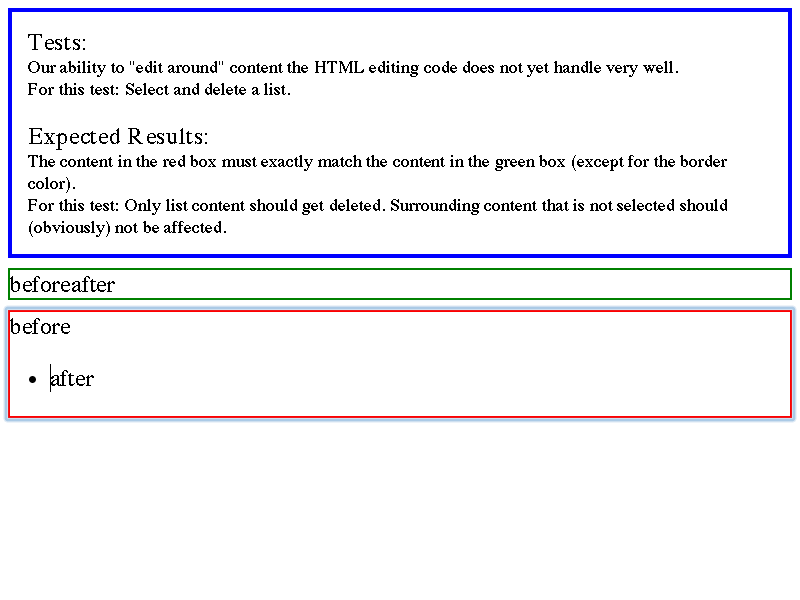 Tests:
Our ability to "edit around" content the HTML editing code does not yet handle very well.
For this test: Select and delete a list.
Expected Results:
The content in the red box must exactly match the content in the green box (except for the border
color).
For this test: Only list content should get deleted. Surrounding content that is not selected should
(obviously) not be affected.
beforeafter
before
• after